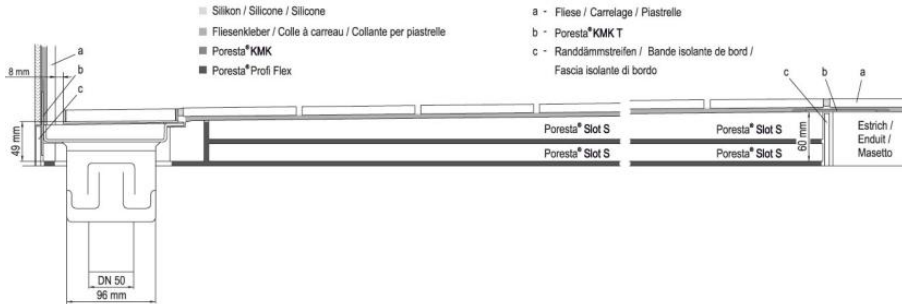 Silikon / Silicone / Silicone
Fliesenkleber / Colle à carreau / Collante per piastrelle
Poresta® KMK
Poresta® Profi Flex
a - Fliese / Carrelage / Piastrelle
b - Poresta® KMK T
c - Randdämmstreifen / Bande isolante de bord /
Fascia isolante di bordo
a
8 mm
b
c
49 mm
DN 50
96 mm
Poresta® Slot S
Poresta® Slot S
Poresta® Slot S
Poresta® Slot S
c
b
a
60 mm
Estrich /
Enduit /
Masetto